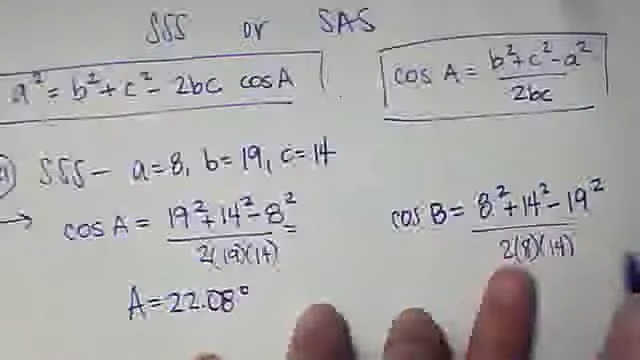 SSS or SAS
a² = b² + c² - 2bc cosA
cos A = b² + c² - a² / 2bc
SSS - a = 8, b = 19, c = 14
→ cos A = 19² + 14² - 8² / 2(19)(14) =
cos B = 8² + 14² - 19² / 2(8)(14)
A = 22.08°